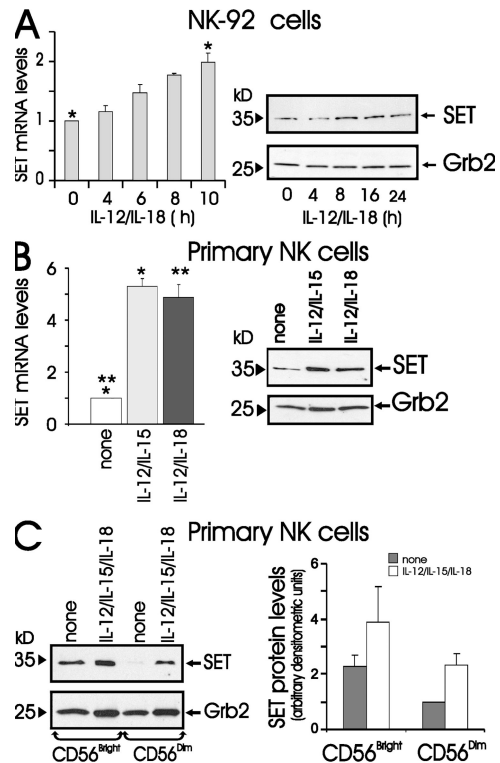 A NK-92 cells
SET mRNA levels
2
1
0
0 4 6 8 10
IL-12/IL-18 ( h)
*
*
kD
35 SET
25 Grb2
0 4 8 16 24
IL-12/IL-18 (h)
B Primary NK cells
SET mRNA levels
6
4
2
0
** *
*
**
none
IL-12/IL-15
IL-12/IL-18
none
IL-12/IL-15
IL-12/IL-18
kD
35 SET
25 Grb2
C Primary NK cells
none
IL-12/IL-15/IL-18
none
IL-12/IL-15/IL-18
kD
35 SET
25 Grb2
CD56Bright CD56Dim
SET protein levels
(arbitrary densitometric units)
6
4
2
0
none
IL-12/IL-15/IL-18
CD56Bright CD56Dim